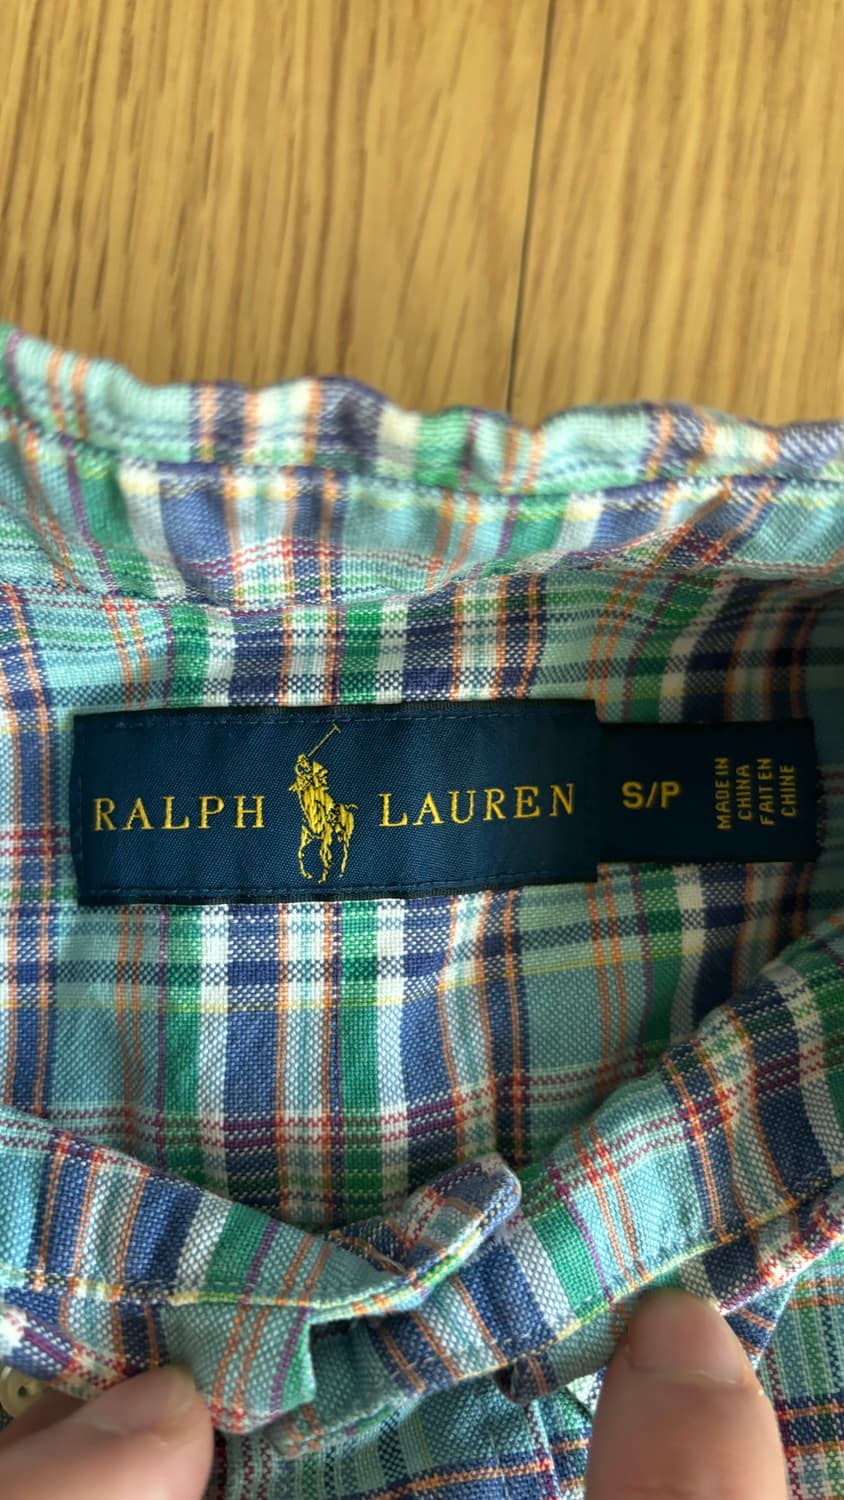 RALPH LAUREN
S/P
MADE IN
CHINA
FAIT EN
CHINE